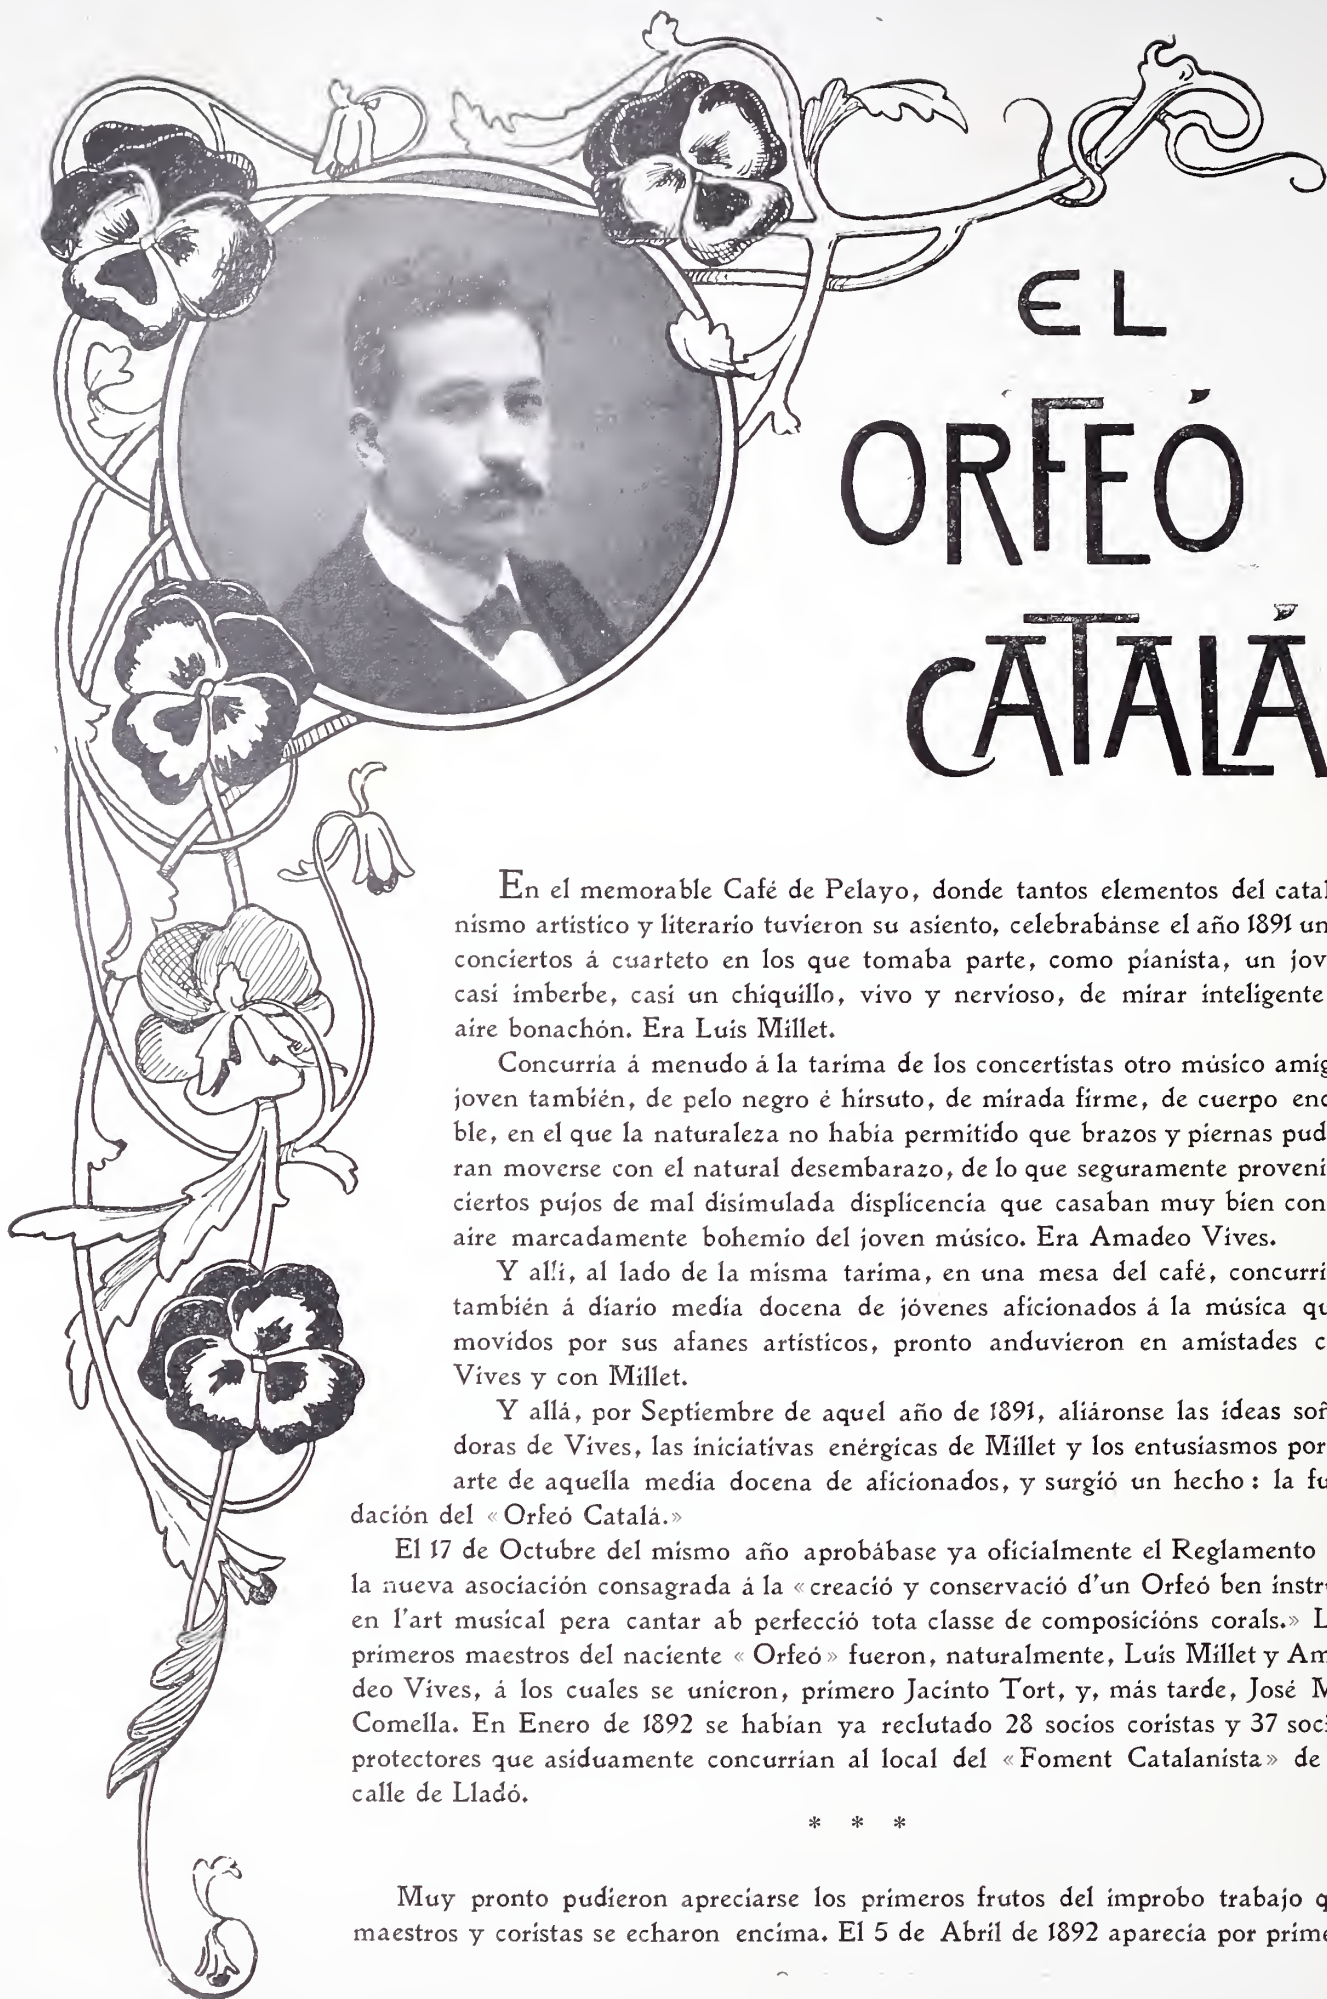 EL
ORFEÓ
CATALÁ
En el memorable Café de Pelayo, donde tantos elementos del catal
nismo artístico y literario tuvieron su asiento, celebrabánse el año 1891 un
conciertos á cuarteto en los que tomaba parte, como pianista, un jov
casi imberbe, casi un chiquillo, vivo y nervioso, de mirar inteligente
aire bonachón. Era Luis Millet.
Concurría á menudo á la tarima de los concertistas otro músico amig
joven también, de pelo negro é hirsuto, de mirada firme, de cuerpo end
ble, en el que la naturaleza no había permitido que brazos y piernas pud
ran moverse con el natural desembarazo, de lo que seguramente provení
ciertos pujos de mal disimulada displicencia que casaban muy bien con
aire marcadamente bohemio del joven músico. Era Amadeo Vives.
Y allí, al lado de la misma tarima, en una mesa del café, concurrí
también á diario media docena de jóvenes aficionados á la música qu
movidos por sus afanes artísticos, pronto anduvieron en amistades c
Vives y con Millet.
Y allá, por Septiembre de aquel año de 1891, aliáronse las ideas soñ
doras de Vives, las iniciativas enérgicas de Millet y los entusiasmos por
arte de aquella media docena de aficionados, y surgió un hecho: la fu
dación del «Orfeó Catalá.»
El 17 de Octubre del mismo año aprobábase ya oficialmente el Reglamento
la nueva asociación consagrada á la «creació y conservació d'un Orfeó ben instr
en l'art musical pera cantar ab perfecció tota classe de composicións corals.» L
primeros maestros del naciente «Orfeó» fueron, naturalmente, Luis Millet y Am
deo Vives, á los cuales se unieron, primero Jacinto Tort, y, más tarde, José M
Comella. En Enero de 1892 se habían ya reclutado 28 socios coristas y 37 soci
protectores que asiduamente concurrían al local del «Foment Catalanista» de
calle de Lladó.
* * *
Muy pronto pudieron apreciarse los primeros frutos del improbo trabajo q
maestros y coristas se echaron encima. El 5 de Abril de 1892 aparecía por prime